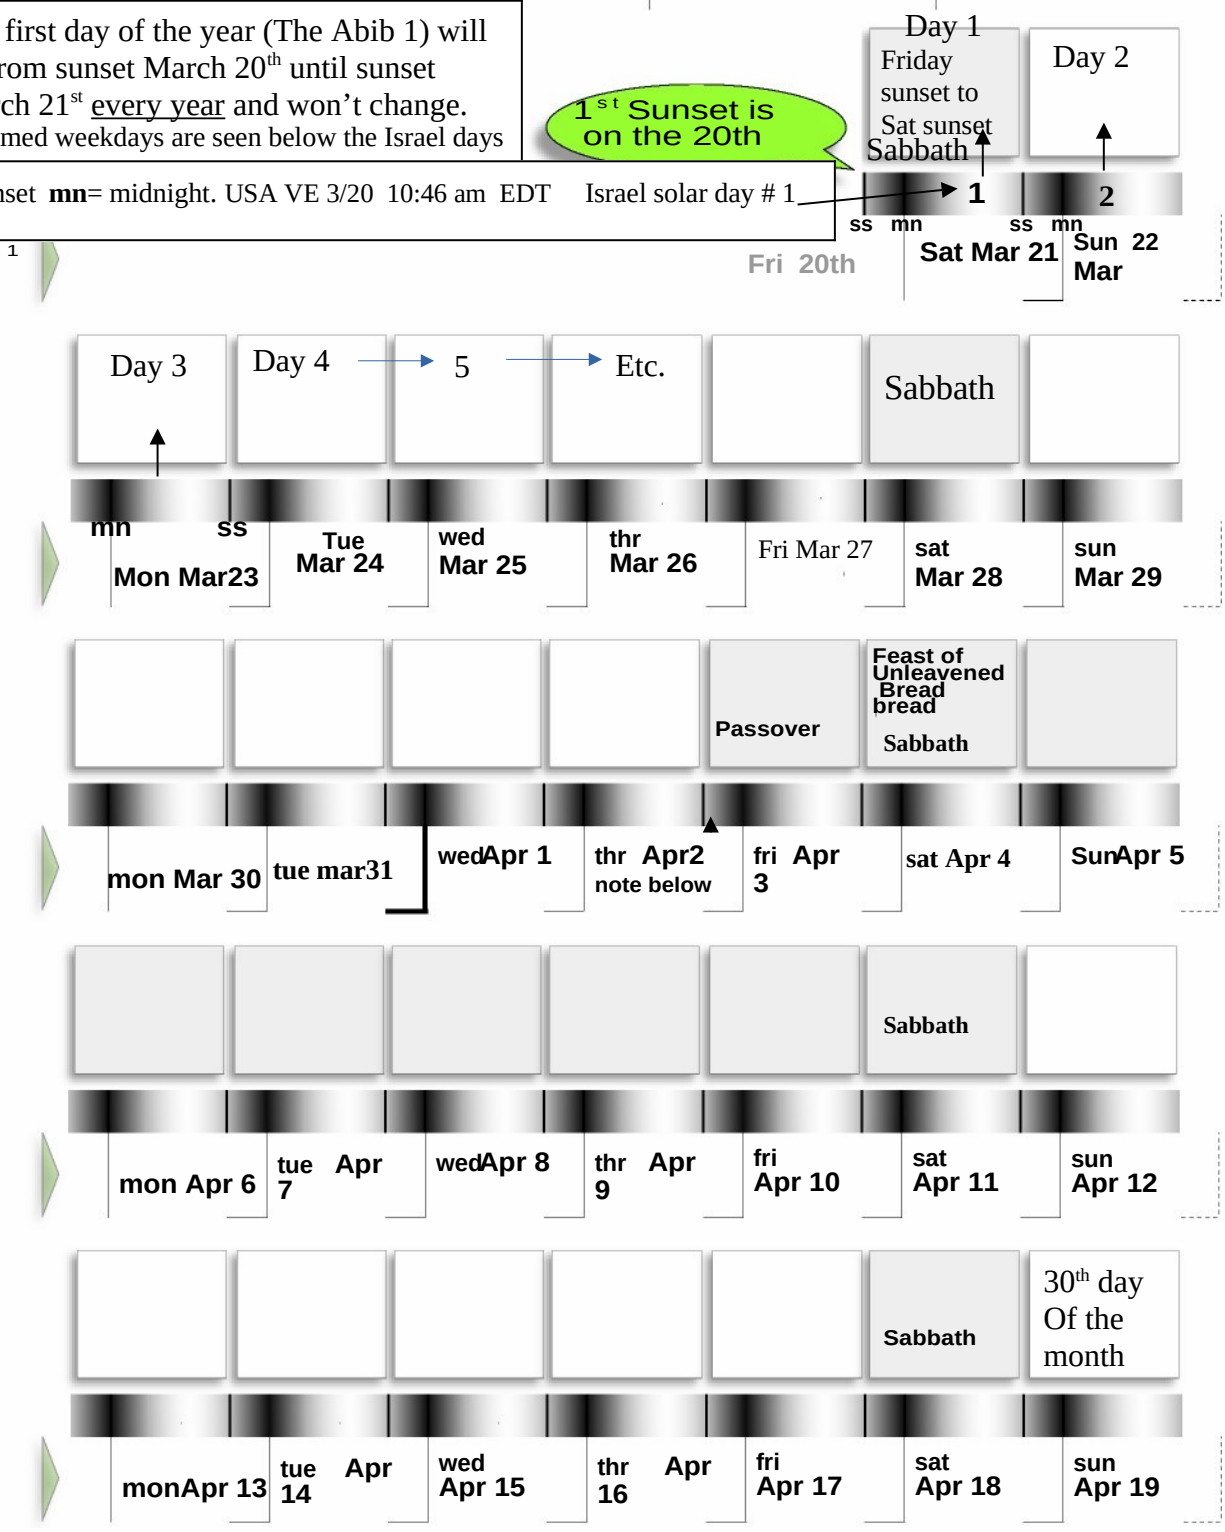 first day of the year (The Abib 1) will
rom sunset March 20th until sunset
rch 21st every year and won't change.
med weekdays are seen below the Israel days
1st Sunset is
on the 20th
Day 1
Friday
sunset to
Sat sunset
Sabbath
Day 2
nset mn= midnight. USA VE 3/20 10:46 am EDT Israel solar day # 1
1
2
ss mn ss mn
1
Fri 20th
Sat Mar 21
Sun 22
Mar
Day 3
Day 4
5
Etc.
Sabbath
mn ss
Mon Mar23
Tue
Mar 24
wed
Mar 25
thr
Mar 26
Fri Mar 27
sat
Mar 28
sun
Mar 29
Passover
Feast of
Unleavened
Bread
bread
Sabbath
mon Mar 30
tue mar31
wedApr 1
thr Apr2
note below
fri Apr
3
sat Apr 4
SunApr 5
Sabbath
mon Apr 6
tue Apr
7
wedApr 8
thr Apr
9
fri
Apr 10
sat
Apr 11
sun
Apr 12
Sabbath
30th day
Of the
month
monApr 13
tue Apr
14
wed
Apr 15
thr Apr
16
fri
Apr 17
sat
Apr 18
sun
Apr 19